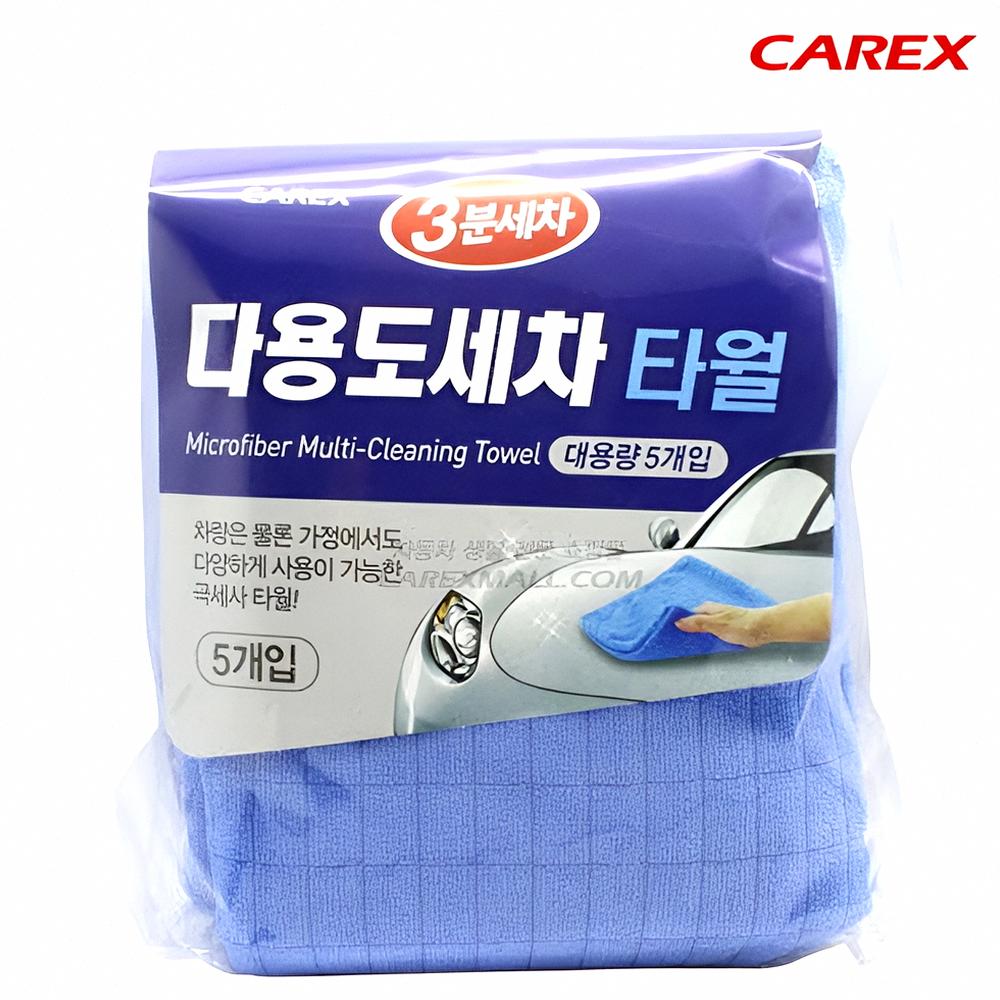 CAREX
CAREX
3분세차
다용도세차 타월
Microfiber Multi-Cleaning Towel 대용량 5개입
차량은 물론 가정에서도
다양하게 사용이 가능한
극세사 타월!
CAREXMALL.COM
5개입